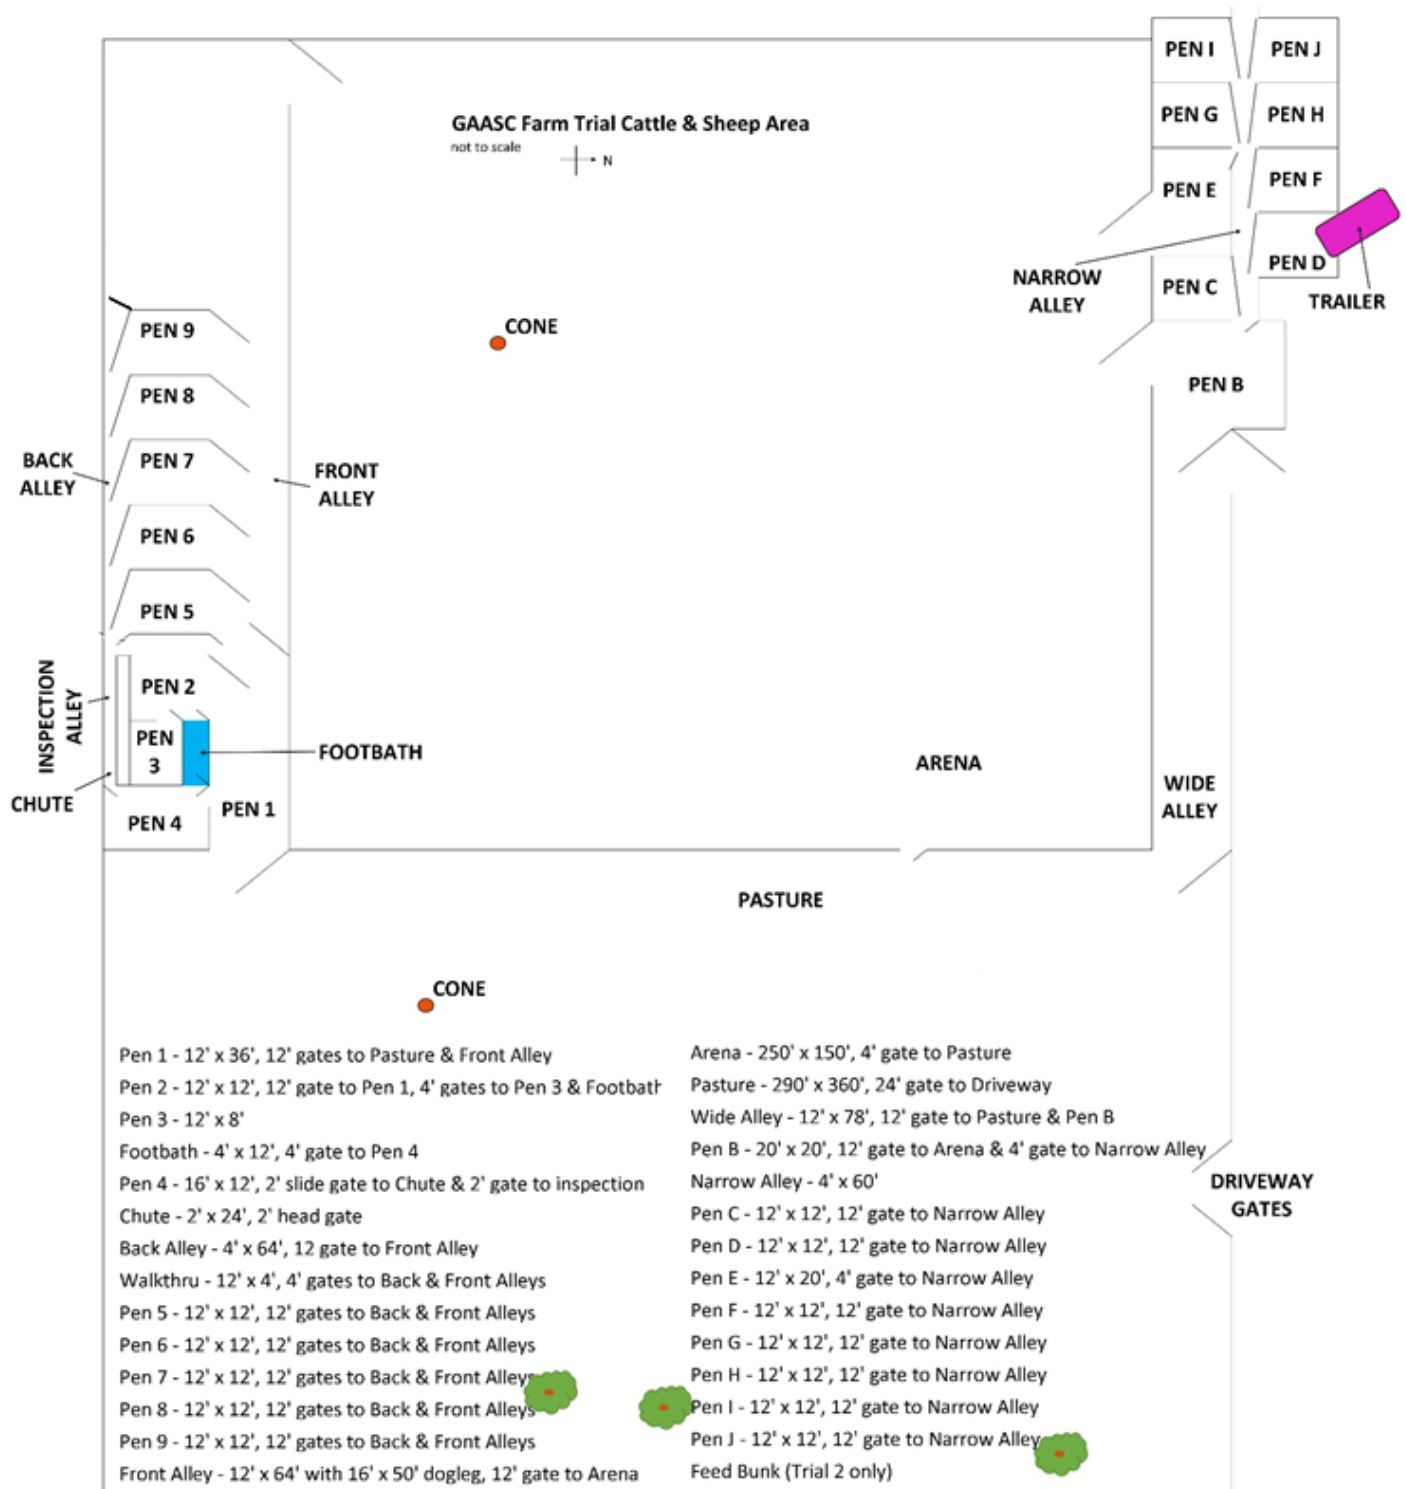 PEN I
PEN J
GAASC Farm Trial Cattle & Sheep Area
not to scale
N
PEN G
PEN H
PEN E
PEN F
PEN D
NARROW
ALLEY
PEN C
TRAILER
CONE
PEN 9
PEN 8
PEN B
BACK
ALLEY
PEN 7
FRONT
ALLEY
PEN 6
PEN 5
INSPECTION
ALLEY
PEN 2
PEN
3
FOOTBATH
ARENA
CHUTE
PEN 4
PEN 1
WIDE
ALLEY
PASTURE
CONE
Pen 1 - 12' x 36', 12' gates to Pasture & Front Alley
Pen 2 - 12' x 12', 12' gate to Pen 1, 4' gates to Pen 3 & Footbath
Pen 3 - 12' x 8'
Footbath - 4' x 12', 4' gate to Pen 4
Pen 4 - 16' x 12', 2' slide gate to Chute & 2' gate to inspection
Chute - 2' x 24', 2' head gate
Back Alley - 4' x 64', 12 gate to Front Alley
Walkthru - 12' x 4', 4' gates to Back & Front Alleys
Pen 5 - 12' x 12', 12' gates to Back & Front Alleys
Pen 6 - 12' x 12', 12' gates to Back & Front Alleys
Pen 7 - 12' x 12', 12' gates to Back & Front Alleys
Pen 8 - 12' x 12', 12' gates to Back & Front Alleys
Pen 9 - 12' x 12', 12' gates to Back & Front Alleys
Front Alley - 12' x 64' with 16' x 50' dogleg, 12' gate to Arena
Arena - 250' x 150', 4' gate to Pasture
Pasture - 290' x 360', 24' gate to Driveway
Wide Alley - 12' x 78', 12' gate to Pasture & Pen B
Pen B - 20' x 20', 12' gate to Arena & 4' gate to Narrow Alley
Narrow Alley - 4' x 60'
Pen C - 12' x 12', 12' gate to Narrow Alley
Pen D - 12' x 12', 12' gate to Narrow Alley
Pen E - 12' x 20', 4' gate to Narrow Alley
Pen F - 12' x 12', 12' gate to Narrow Alley
Pen G - 12' x 12', 12' gate to Narrow Alley
Pen H - 12' x 12', 12' gate to Narrow Alley
Pen I - 12' x 12', 12' gate to Narrow Alley
Pen J - 12' x 12', 12' gate to Narrow Alley
Feed Bunk (Trial 2 only)
DRIVEWAY
GATES